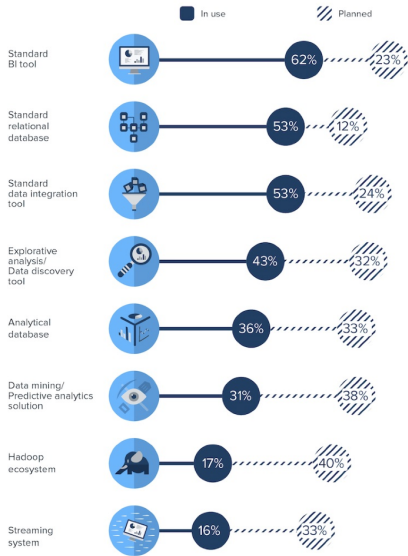 In use
Planned
Standard
BI tool
62%
23%
Standard
relational
database
53%
12%
Standard
data integration
tool
53%
24%
Explorative
analysis/
Data discovery
tool
43%
32%
Analytical
database
36%
33%
Data mining/
Predictive analytics
solution
31%
38%
Hadoop
ecosystem
17%
40%
Streaming
system
16%
33%